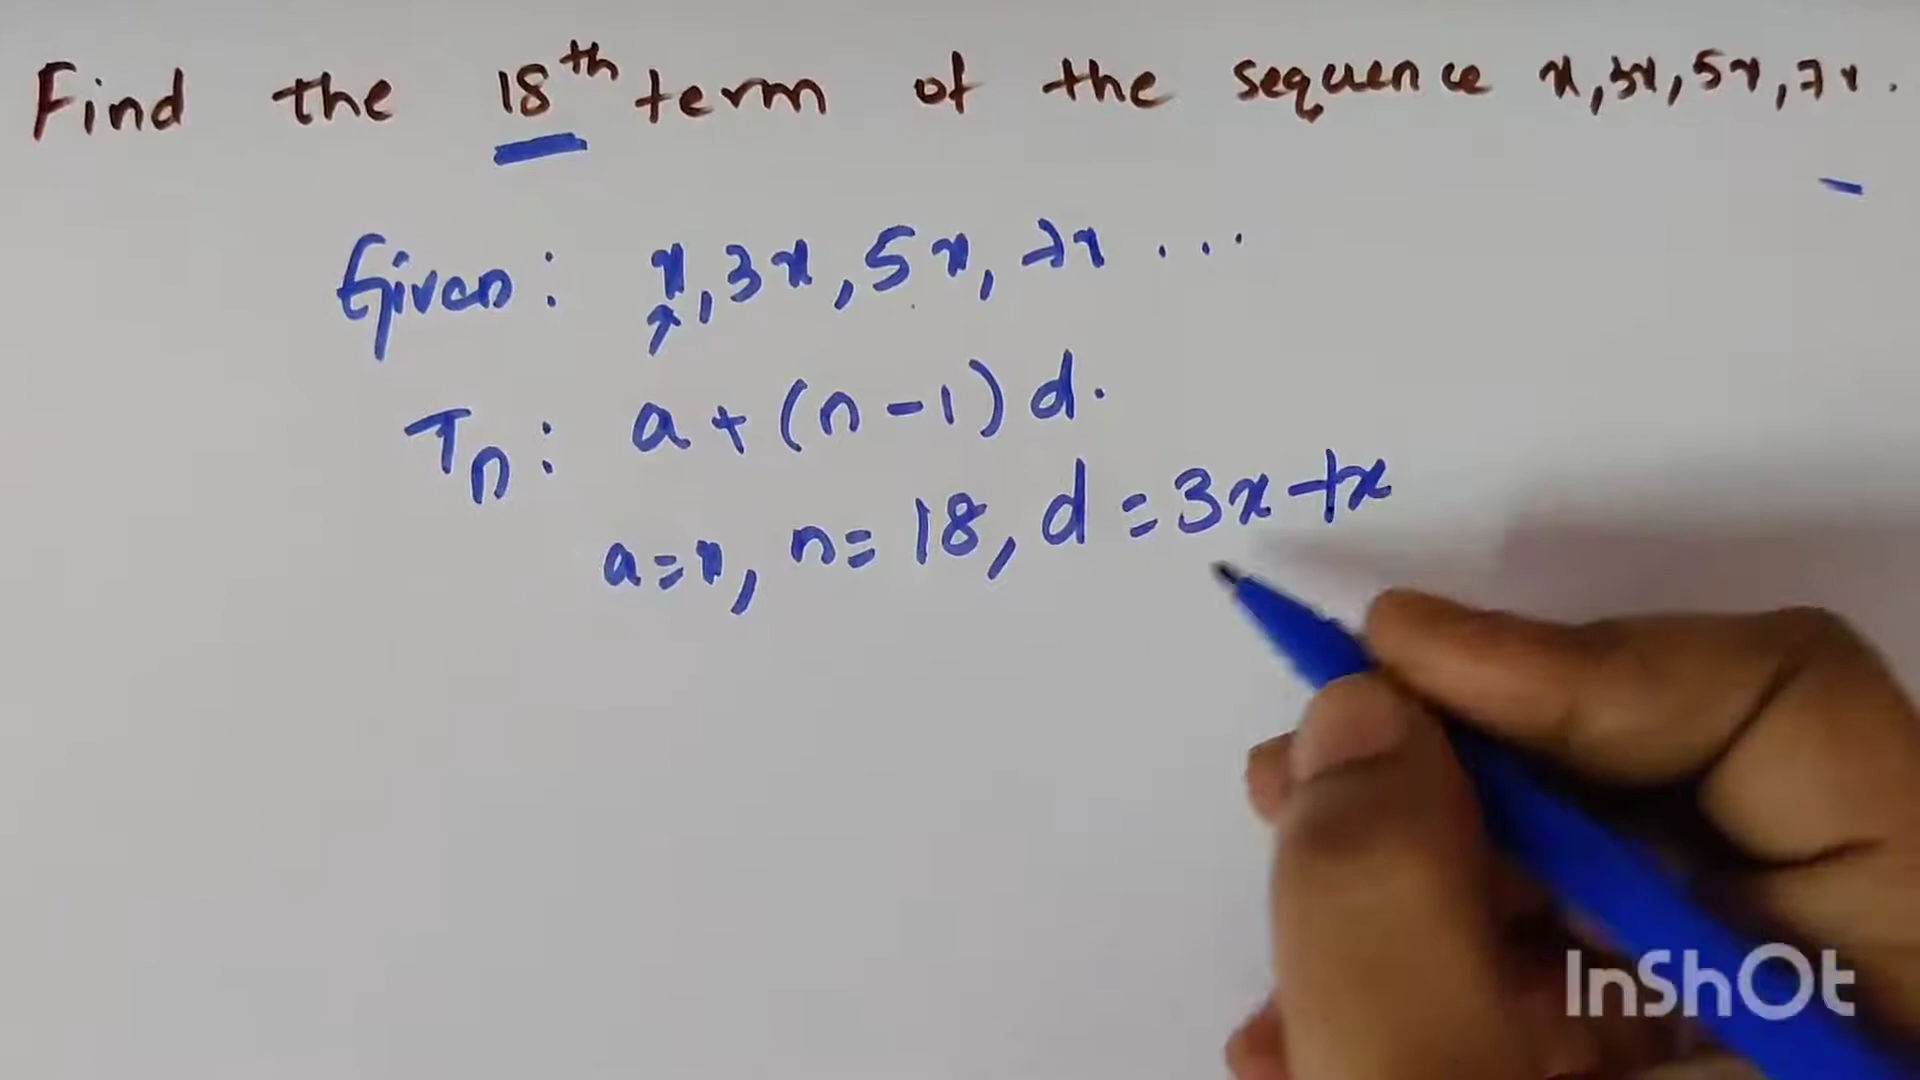 Find the 18th term of the sequence x, 3x, 5x, 7x.
Given: x, 3x, 5x, 7x ...
Tn: a + (n-1) d.
a=x, n= 18, d = 3x+x
InShOt